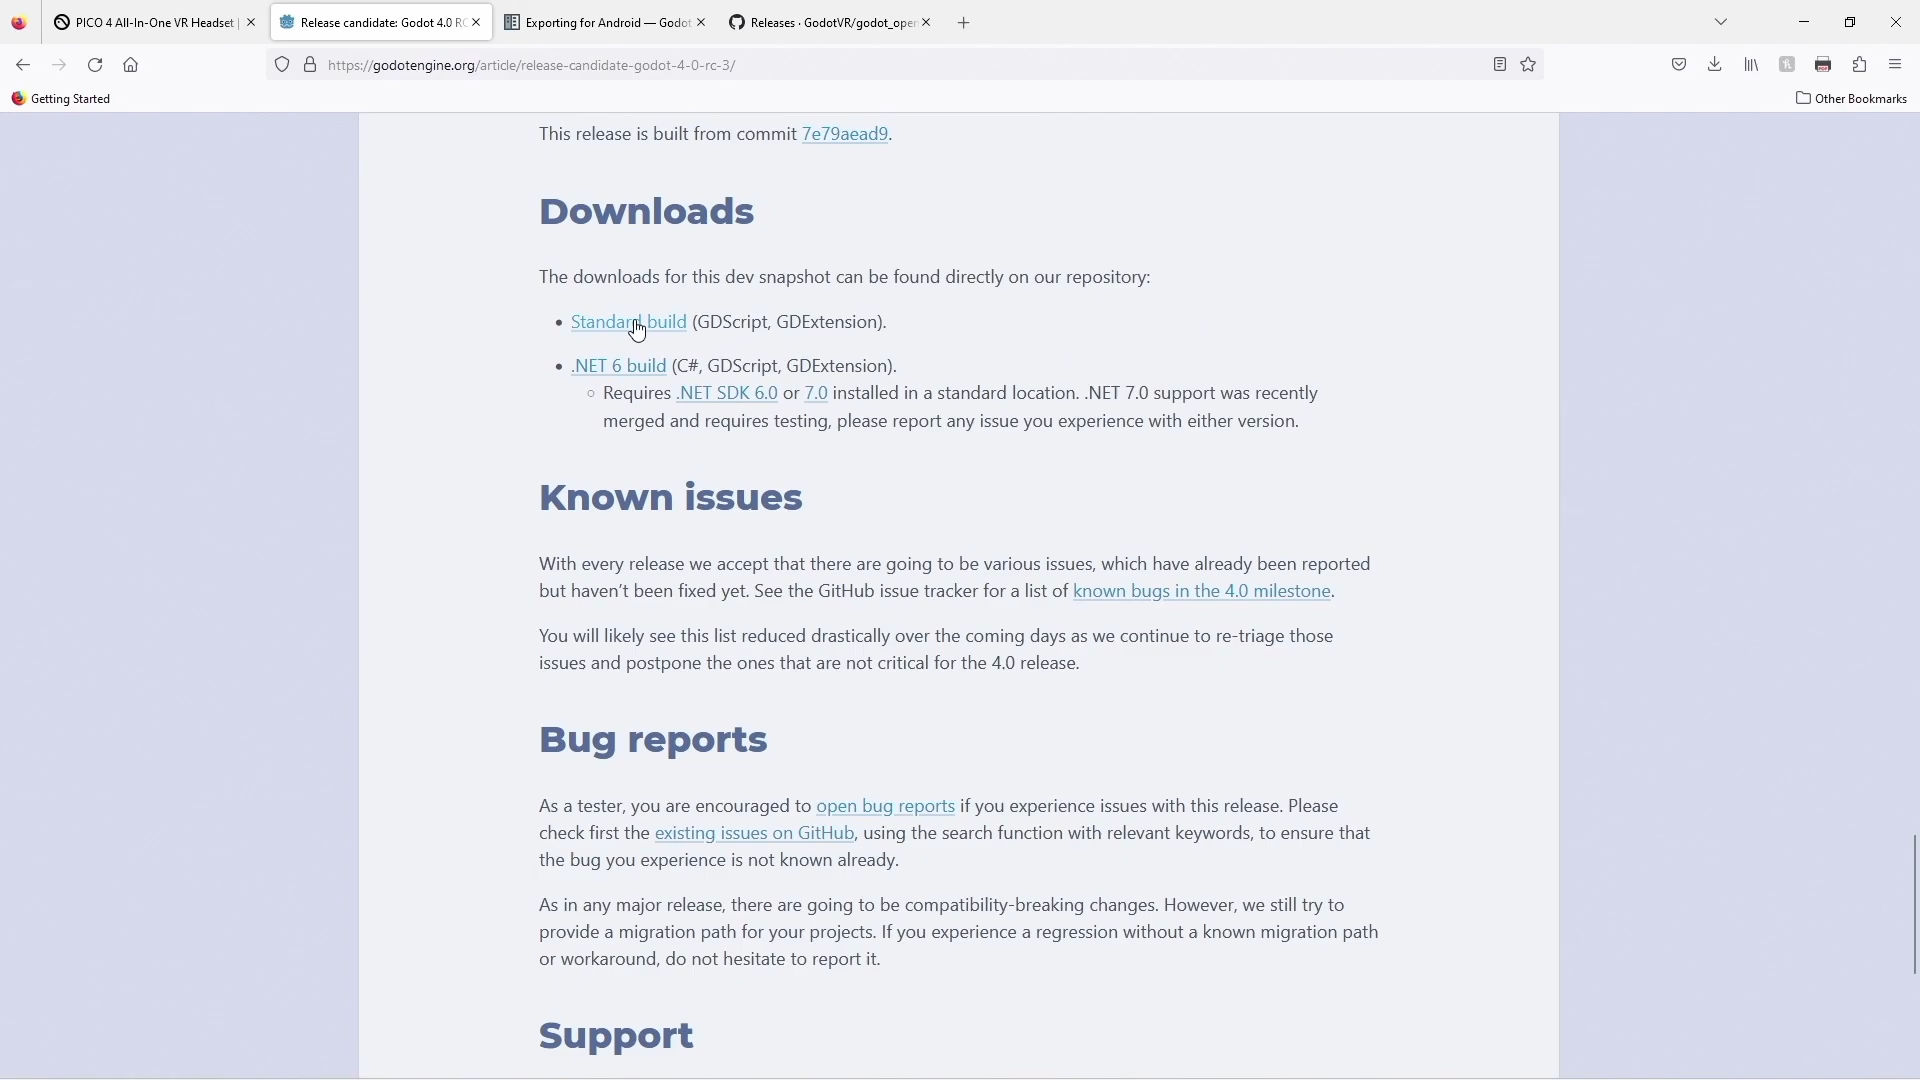 PICO 4 All-In-One VR Headset |
Release candidate: Godot 4.0 RC
Exporting for Android — Godot
Releases · GodotVR/godot_open
https://godotengine.org/article/release-candidate-godot-4-0-rc-3/
Getting Started
Other Bookmarks
This release is built from commit 7e79aead9.
Downloads
The downloads for this dev snapshot can be found directly on our repository:
Standard build (GDScript, GDExtension).
.NET 6 build (C#, GDScript, GDExtension).
Requires .NET SDK 6.0 or 7.0 installed in a standard location. .NET 7.0 support was recently
merged and requires testing, please report any issue you experience with either version.
Known issues
With every release we accept that there are going to be various issues, which have already been reported
but haven’t been fixed yet. See the GitHub issue tracker for a list of known bugs in the 4.0 milestone.
You will likely see this list reduced drastically over the coming days as we continue to re-triage those
issues and postpone the ones that are not critical for the 4.0 release.
Bug reports
As a tester, you are encouraged to open bug reports if you experience issues with this release. Please
check first the existing issues on GitHub, using the search function with relevant keywords, to ensure that
the bug you experience is not known already.
As in any major release, there are going to be compatibility-breaking changes. However, we still try to
provide a migration path for your projects. If you experience a regression without a known migration path
or workaround, do not hesitate to report it.
Support